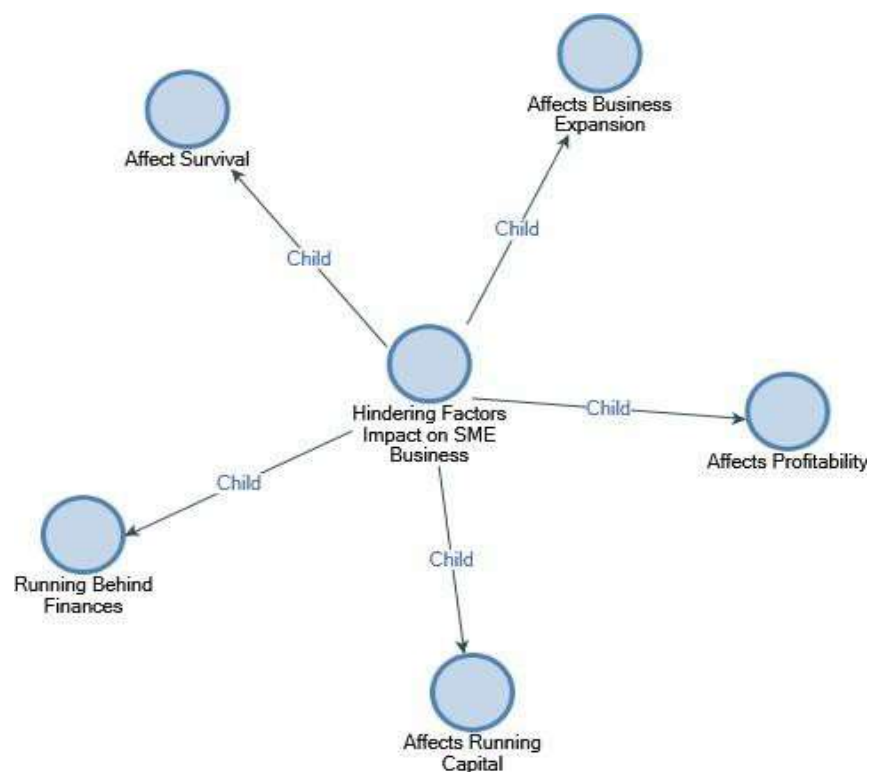 Affects Business
Expansion
Affect Survival
Child
Child
Hindering Factors
Impact on SME
Business
Child
Affects Profitability
Child
Running Behind
Finances
Child
Affects Running
Capital